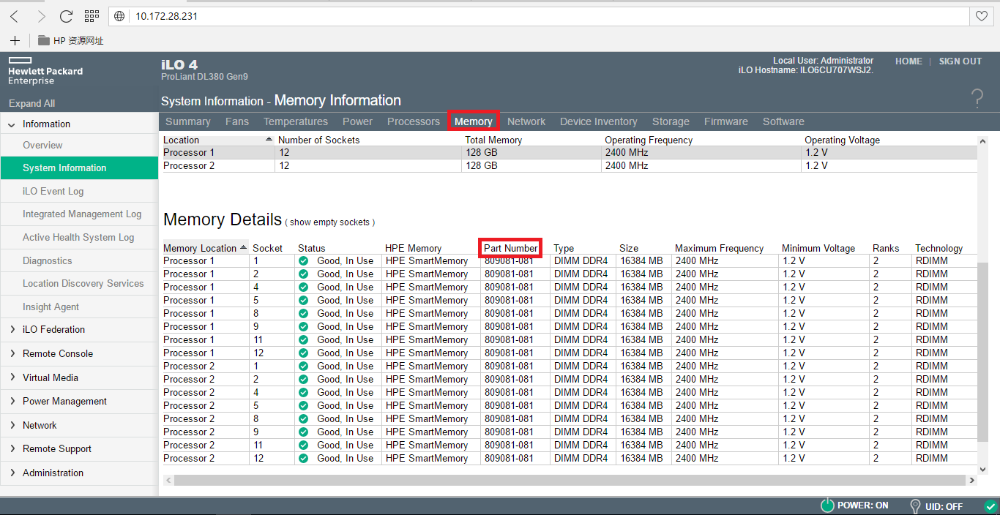 10.172.28.231
HP 资源网址
Hewlett Packard
Enterprise
iLO 4
ProLiant DL380 Gen9
Local User: Administrator
iLO Hostname: ILO6CU707WSJ2.
HOME | SIGN OUT
Expand All
System Information - Memory Information
?
Summary Fans Temperatures Power Processors Memory Network Device Inventory Storage Firmware Software
Information
Overview
System Information
iLO Event Log
Integrated Management Log
Active Health System Log
Diagnostics
Location Discovery Services
Insight Agent
iLO Federation
Remote Console
Virtual Media
Power Management
Network
Remote Support
Administration
Location Number of Sockets Total Memory Operating Frequency Operating Voltage
Processor 1 12 128 GB 2400 MHz 1.2 V
Processor 2 12 128 GB 2400 MHz 1.2 V
Memory Details ( show empty sockets )
Memory Location Socket Status HPE Memory Part Number Type Size Maximum Frequency Minimum Voltage Ranks Technology
Processor 1 1 Good, In Use HPE SmartMemory 809081-081 DIMM DDR4 16384 MB 2400 MHz 1.2 V 2 RDIMM
Processor 1 2 Good, In Use HPE SmartMemory 809081-081 DIMM DDR4 16384 MB 2400 MHz 1.2 V 2 RDIMM
Processor 1 4 Good, In Use HPE SmartMemory 809081-081 DIMM DDR4 16384 MB 2400 MHz 1.2 V 2 RDIMM
Processor 1 5 Good, In Use HPE SmartMemory 809081-081 DIMM DDR4 16384 MB 2400 MHz 1.2 V 2 RDIMM
Processor 1 8 Good, In Use HPE SmartMemory 809081-081 DIMM DDR4 16384 MB 2400 MHz 1.2 V 2 RDIMM
Processor 1 9 Good, In Use HPE SmartMemory 809081-081 DIMM DDR4 16384 MB 2400 MHz 1.2 V 2 RDIMM
Processor 1 11 Good, In Use HPE SmartMemory 809081-081 DIMM DDR4 16384 MB 2400 MHz 1.2 V 2 RDIMM
Processor 1 12 Good, In Use HPE SmartMemory 809081-081 DIMM DDR4 16384 MB 2400 MHz 1.2 V 2 RDIMM
Processor 2 1 Good, In Use HPE SmartMemory 809081-081 DIMM DDR4 16384 MB 2400 MHz 1.2 V 2 RDIMM
Processor 2 2 Good, In Use HPE SmartMemory 809081-081 DIMM DDR4 16384 MB 2400 MHz 1.2 V 2 RDIMM
Processor 2 4 Good, In Use HPE SmartMemory 809081-081 DIMM DDR4 16384 MB 2400 MHz 1.2 V 2 RDIMM
Processor 2 5 Good, In Use HPE SmartMemory 809081-081 DIMM DDR4 16384 MB 2400 MHz 1.2 V 2 RDIMM
Processor 2 8 Good, In Use HPE SmartMemory 809081-081 DIMM DDR4 16384 MB 2400 MHz 1.2 V 2 RDIMM
Processor 2 9 Good, In Use HPE SmartMemory 809081-081 DIMM DDR4 16384 MB 2400 MHz 1.2 V 2 RDIMM
Processor 2 11 Good, In Use HPE SmartMemory 809081-081 DIMM DDR4 16384 MB 2400 MHz 1.2 V 2 RDIMM
Processor 2 12 Good, In Use HPE SmartMemory 809081-081 DIMM DDR4 16384 MB 2400 MHz 1.2 V 2 RDIMM
POWER: ON UID: OFF